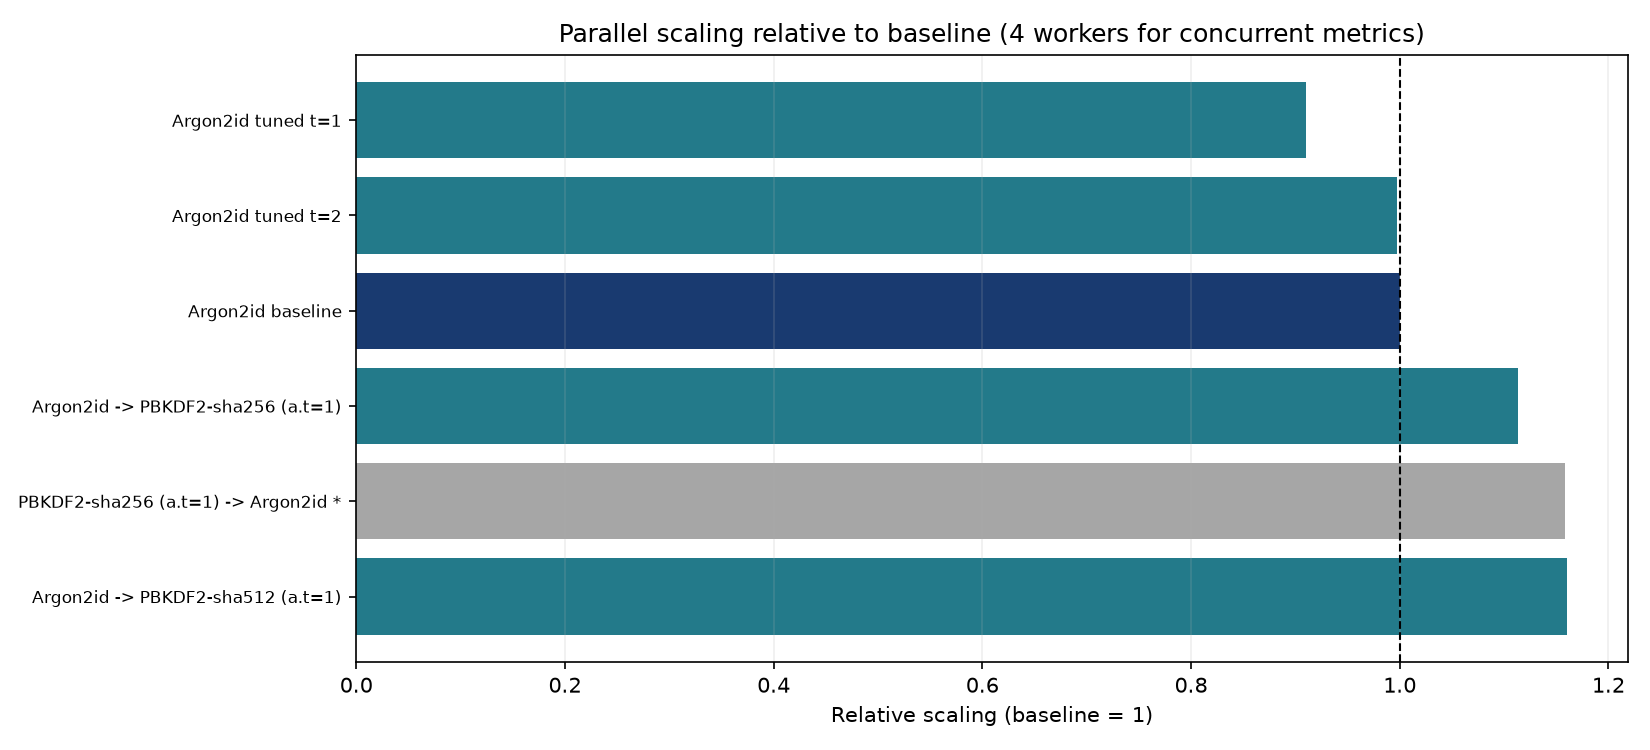 Parallel scaling relative to baseline (4 workers for concurrent metrics)
Argon2id tuned t=1
Argon2id tuned t=2
Argon2id baseline
Argon2id -> PBKDF2-sha256 (a.t=1)
PBKDF2-sha256 (a.t=1) -> Argon2id *
Argon2id -> PBKDF2-sha512 (a.t=1)
0.0 0.2 0.4 0.6 0.8 1.0 1.2
Relative scaling (baseline = 1)